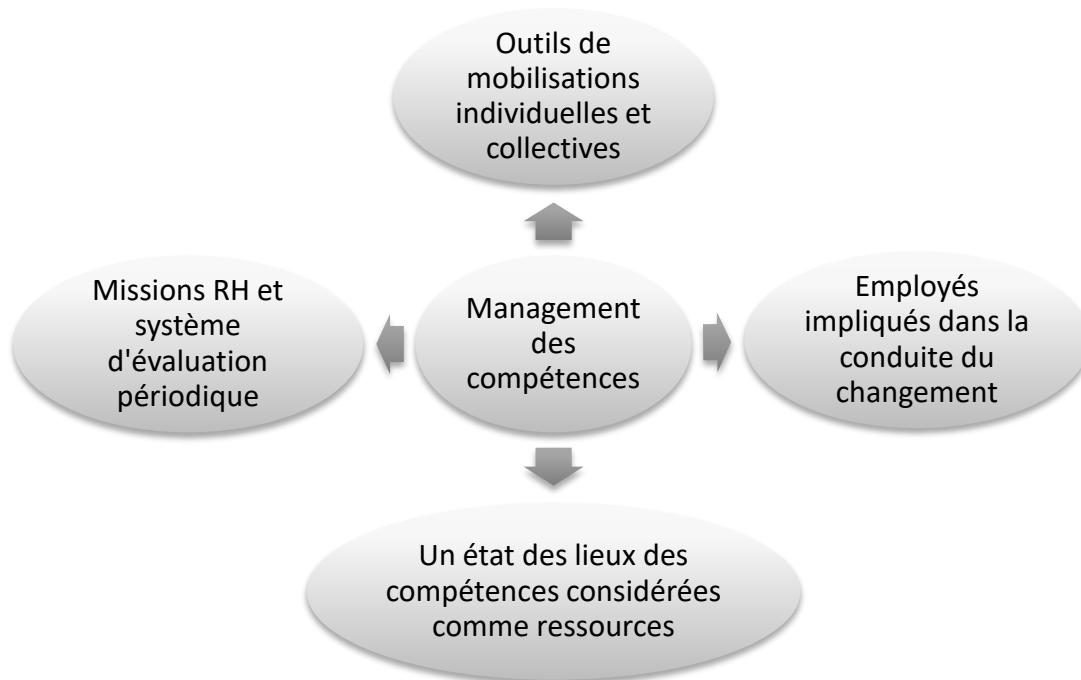 Outils de
mobilisations
individuelles et
collectives
Missions RH et
système
d'évaluation
périodique
Management
des
compétences
Employés
impliqués dans la
conduite du
changement
Un état des lieux des
compétences considérées
comme ressources